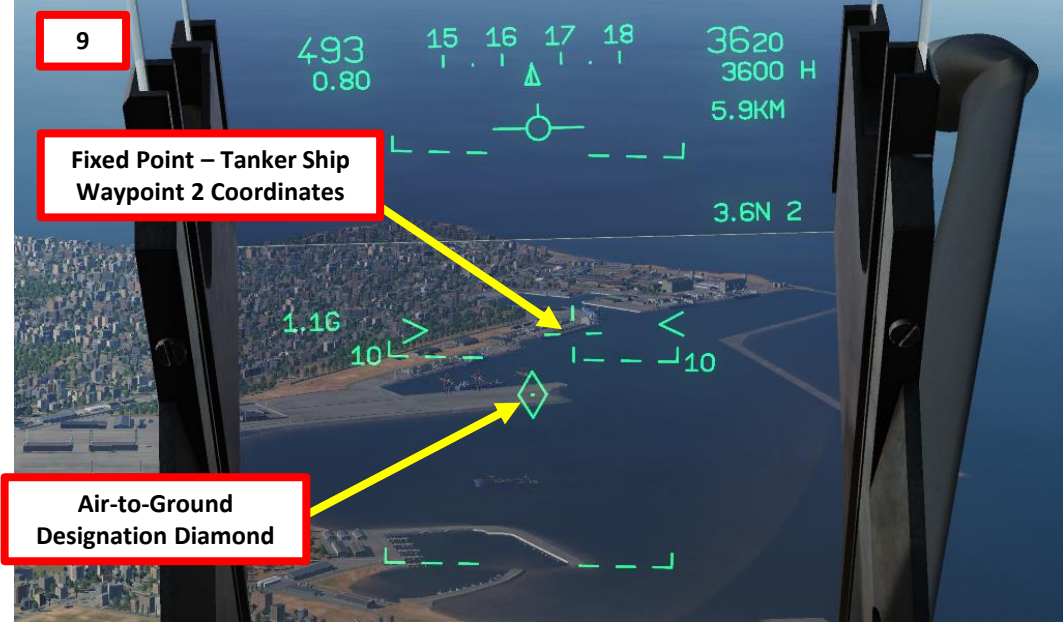 9
493
0.80
15 . 16 . 17 . 18
3620
3600 H
5.9KM
Fixed Point – Tanker Ship
Waypoint 2 Coordinates
3.6N 2
1.1G
10
10
Air-to-Ground
Designation Diamond